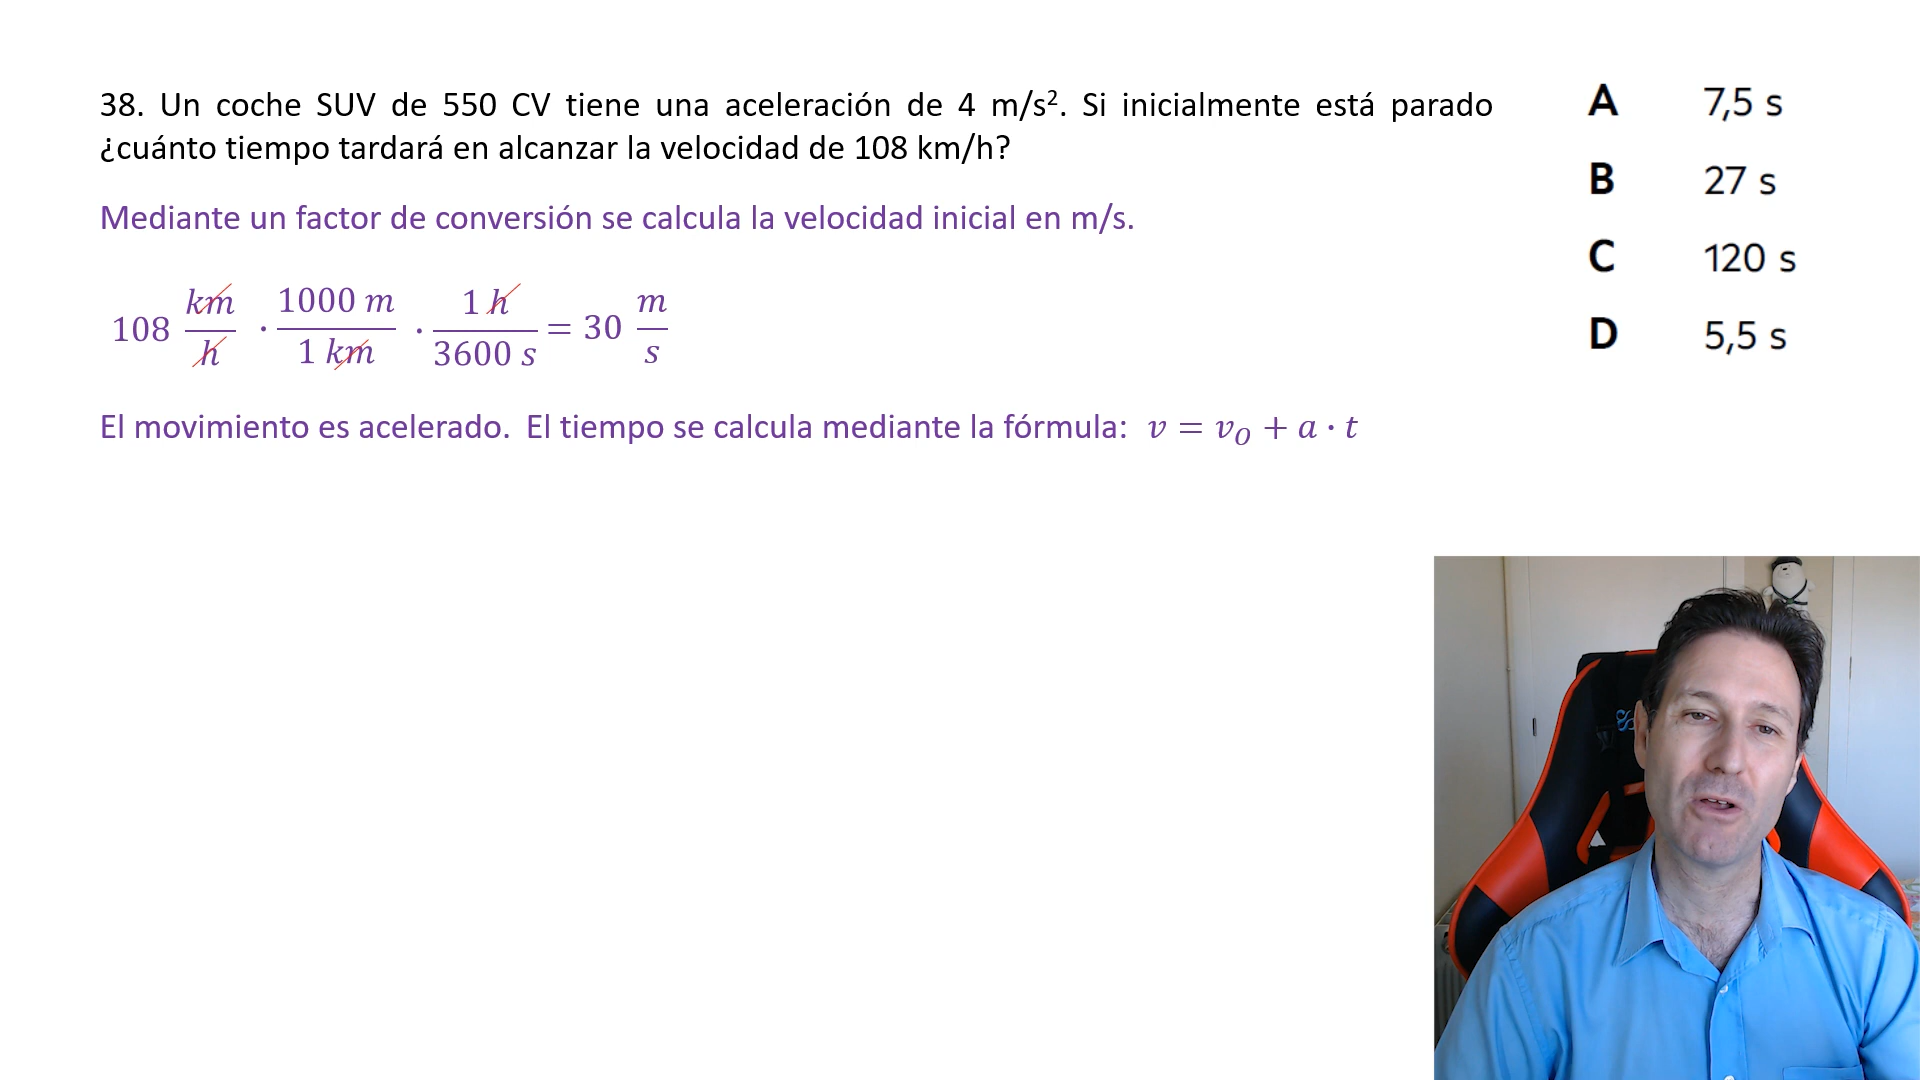 38. Un coche SUV de 550 CV tiene una aceleración de 4 m/s². Si inicialmente está parado
¿cuánto tiempo tardará en alcanzar la velocidad de 108 km/h?
Mediante un factor de conversión se calcula la velocidad inicial en m/s.
108 km/h · 1000 m/1 km · 1 h/3600 s = 30 m/s
El movimiento es acelerado. El tiempo se calcula mediante la fórmula: v = v_O + a · t
A 7,5 s
B 27 s
C 120 s
D 5,5 s